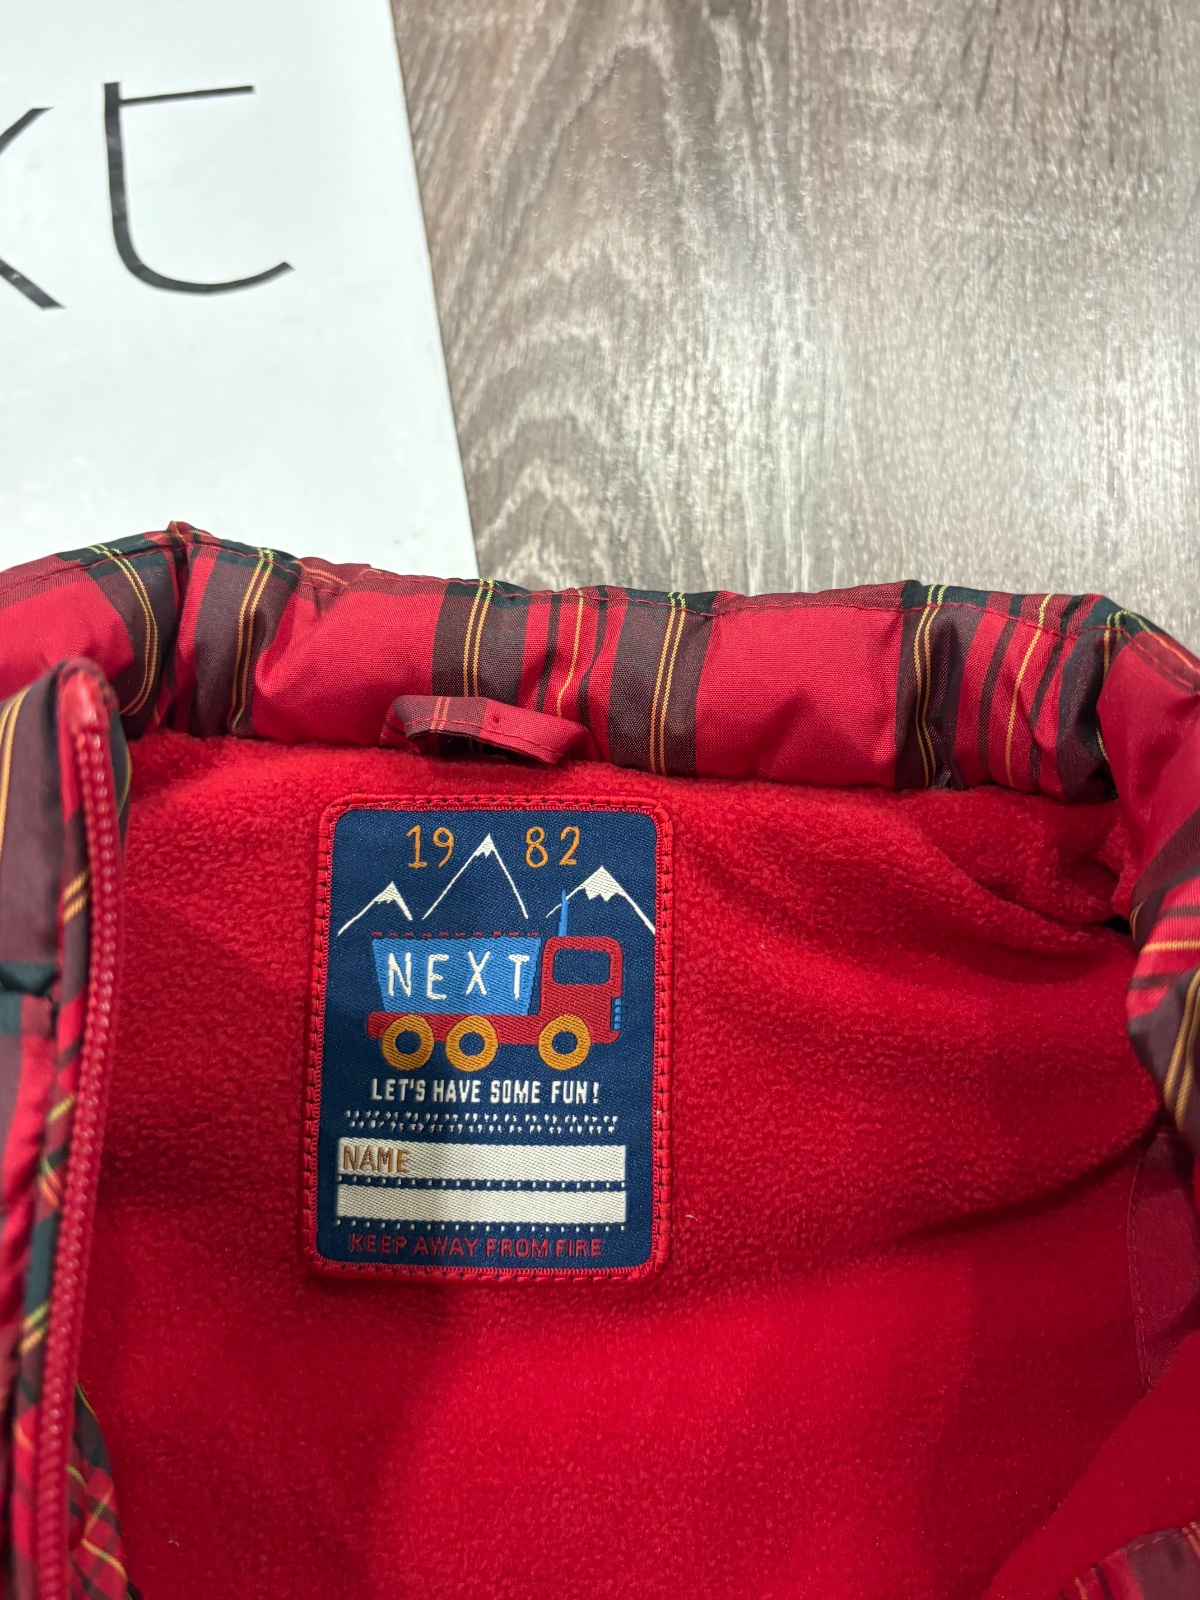 xt
19 82
NEXT
LET'S HAVE SOME FUN!
NAME
KEEP AWAY FROM FIRE